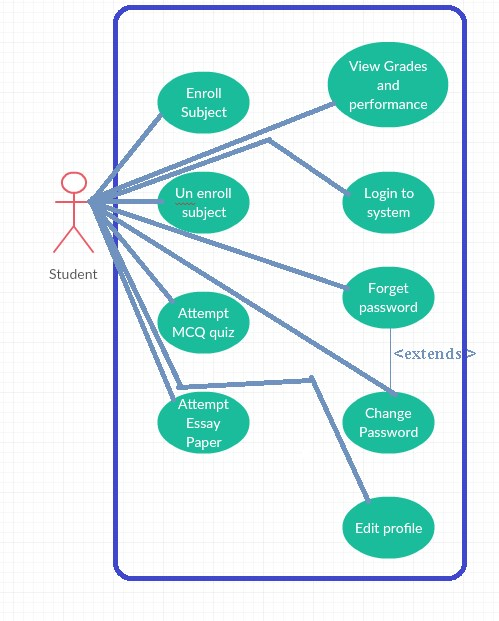 Enroll
Subject
View Grades
and
performance
Un enroll
subject
Login to
system
Student
Forget
password
Attempt
MCQ quiz
<extends>
Attempt
Essay
Paper
Change
Password
Edit profile